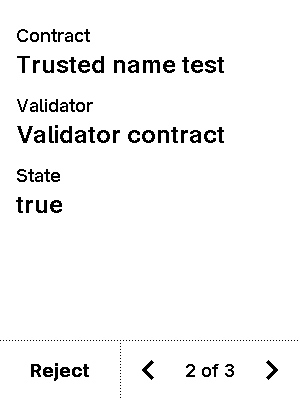 Contract
Trusted name test
Validator
Validator contract
State
true
Reject
2 of 3